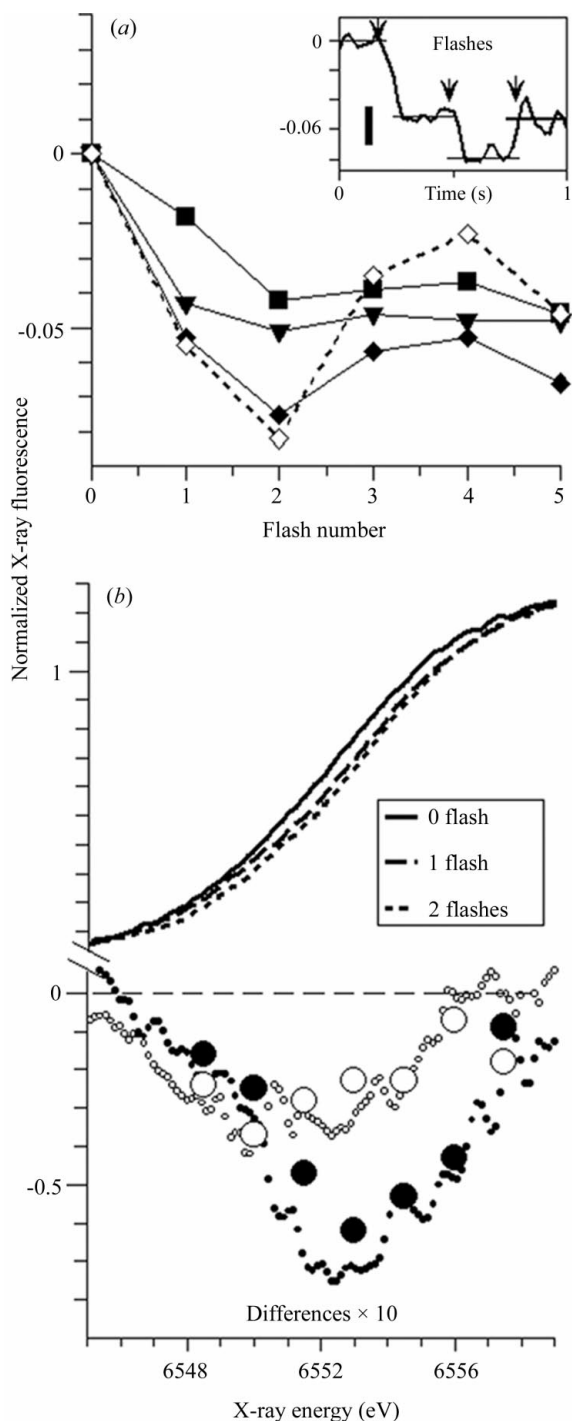 (a)
0
Flashes
-0.06
0
Time (s)
1
0
-0.05
0
1
2
3
4
5
Flash number
Normalized X-ray fluorescence
(b)
1
0 flash
1 flash
2 flashes
0
-0.5
Differences × 10
6548
6552
6556
X-ray energy (eV)